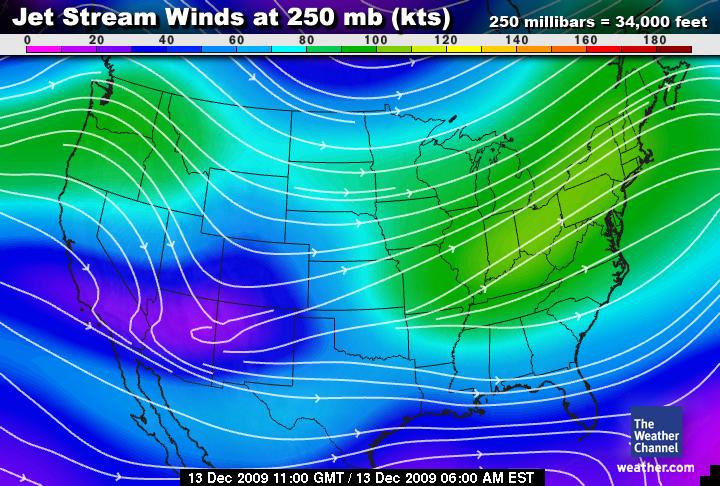 Jet Stream Winds at 250 mb (kts) 250 millibars = 34,000 feet
0 20 40 60 80 100 120 140 160 180
The
Weather
Channel
weather.com
13 Dec 2009 11:00 GMT / 13 Dec 2009 06:00 AM EST